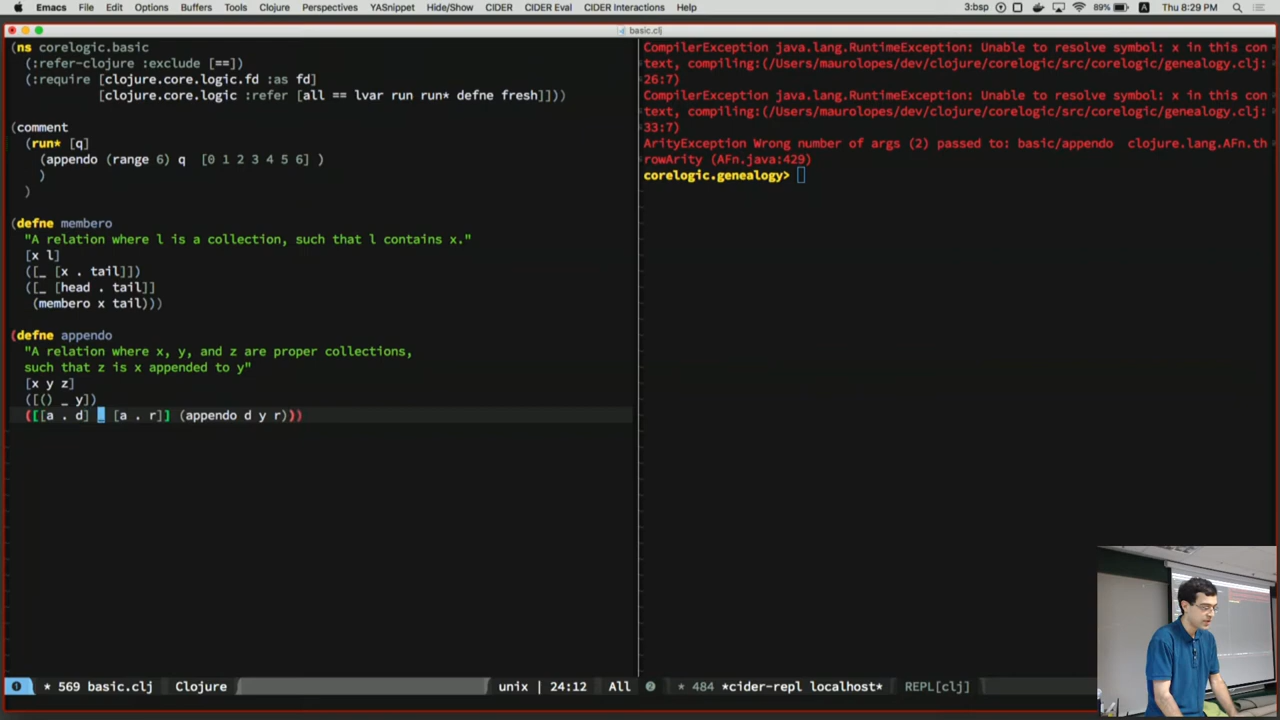 Emacs File Edit Options Buffers Tools Clojure Perspectives YASnippet Hide/Show CIDER CIDER Eval CIDER Interactions Help 3:bsp 89% A Thu 8:29 PM
basic.clj
(ns corelogic.basic
(:refer-clojure :exclude [==])
(:require [clojure.core.logic.fd :as fd]
[clojure.core.logic :refer [all == lvar run run* defne fresh]]))
(comment
(run* [q]
(appendo (range 6) q [0 1 2 3 4 5 6] )
)
)
(defne membero
"A relation where l is a collection, such that l contains x."
[x l]
([_ [x . tail]])
([_ [head . tail]]
(membero x tail)))
(defne appendo
"A relation where x, y, and z are proper collections,
such that z is x appended to y"
[x y z]
([() _ y])
([[a . d] _ [a . r]] (appendo d y r)))
* 569 basic.clj Clojure unix | 24:12 All
CompilerException java.lang.RuntimeException: Unable to resolve symbol: x in this con
text, compiling:(/Users/maurolopes/dev/clojure/corelogic/src/corelogic/genealogy.clj:
26:7)
CompilerException java.lang.RuntimeException: Unable to resolve symbol: x in this con
text, compiling:(/Users/maurolopes/dev/clojure/corelogic/src/corelogic/genealogy.clj:
33:7)
ArityException Wrong number of args (2) passed to: basic/appendo clojure.lang.AFn.th
rowArity (AFn.java:429)
corelogic.genealogy>
2 * 484 *cider-repl localhost* REPL[clj]